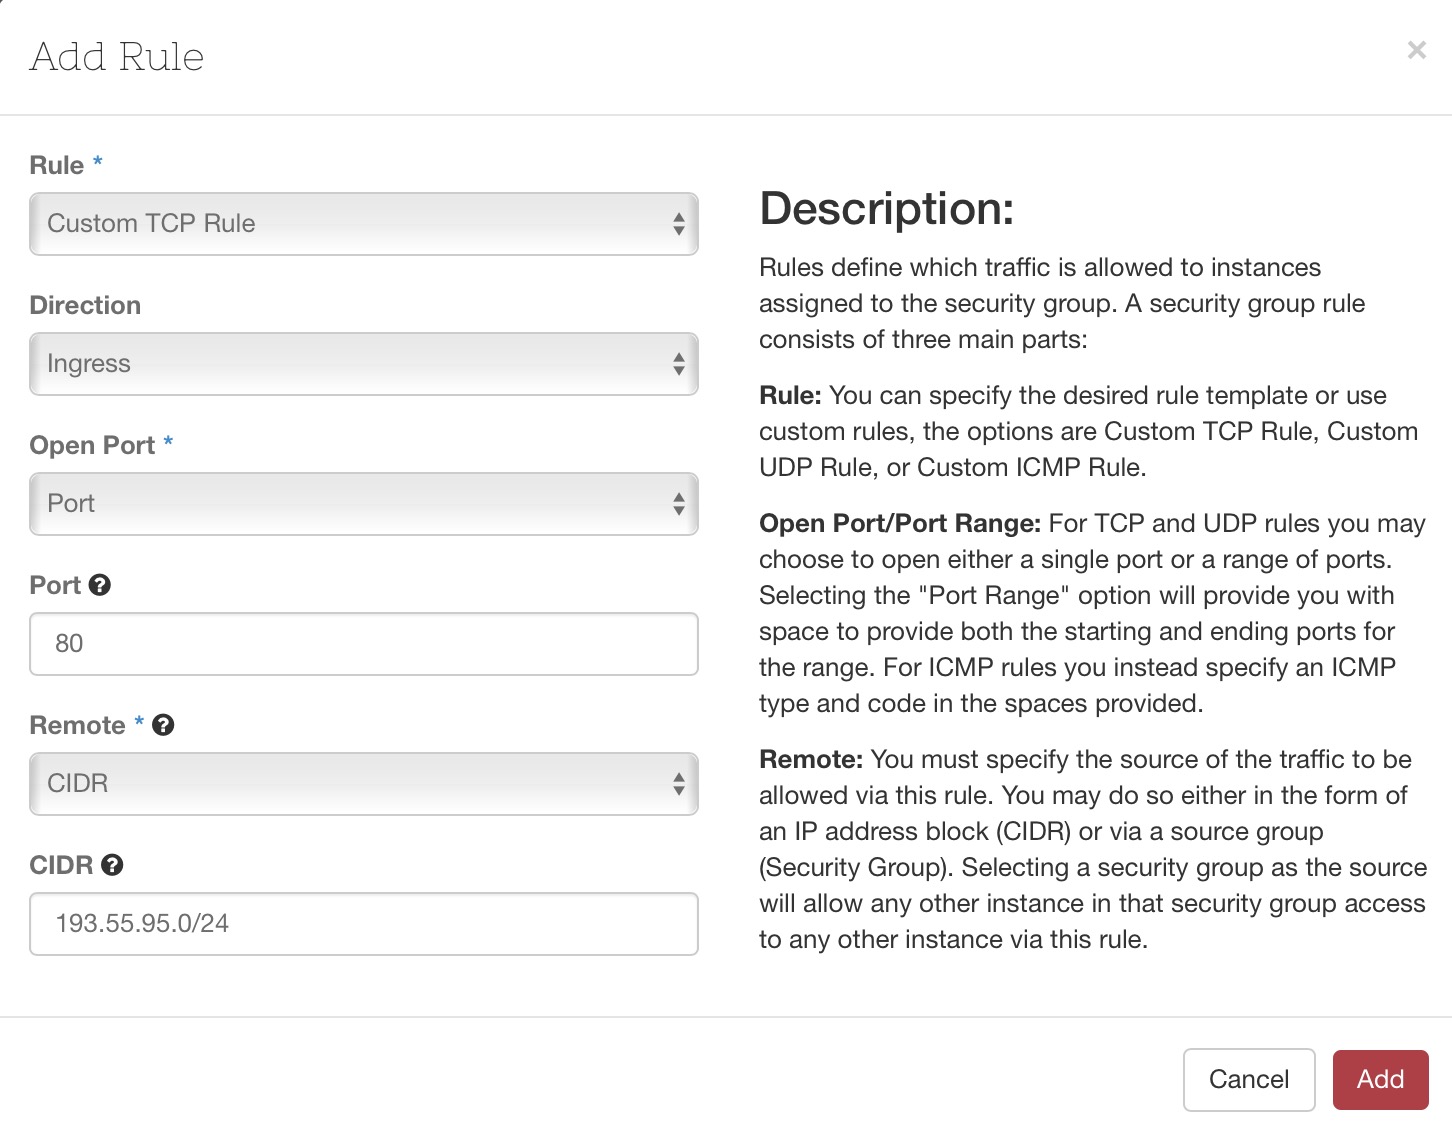 Add Rule
×
Rule *
Custom TCP Rule
Direction
Ingress
Open Port *
Port
Port
80
Remote *
CIDR
CIDR
193.55.95.0/24
Description:
Rules define which traffic is allowed to instances
assigned to the security group. A security group rule
consists of three main parts:
Rule: You can specify the desired rule template or use
custom rules, the options are Custom TCP Rule, Custom
UDP Rule, or Custom ICMP Rule.
Open Port/Port Range: For TCP and UDP rules you may
choose to open either a single port or a range of ports.
Selecting the "Port Range" option will provide you with
space to provide both the starting and ending ports for
the range. For ICMP rules you instead specify an ICMP
type and code in the spaces provided.
Remote: You must specify the source of the traffic to be
allowed via this rule. You may do so either in the form of
an IP address block (CIDR) or via a source group
(Security Group). Selecting a security group as the source
will allow any other instance in that security group access
to any other instance via this rule.
Cancel
Add